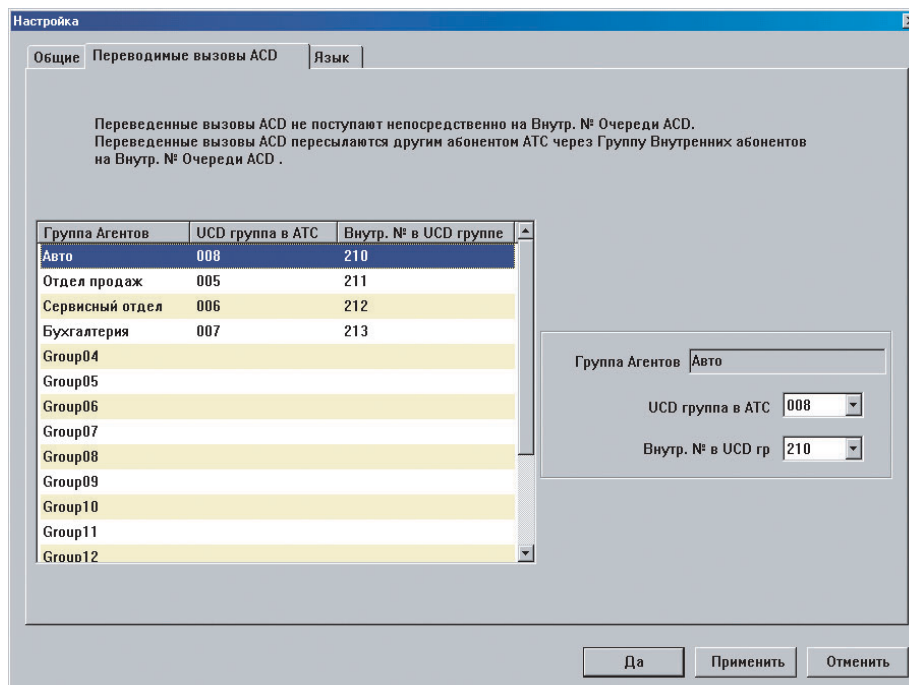 Настройка
Общие Переводимые вызовы ACD Язык
Переведенные вызовы ACD не поступают непосредственно на Внутр. № Очереди ACD.
Переведенные вызовы ACD пересылаются другим абонентом АТС через Группу Внутренних абонентов
на Внутр. № Очереди ACD .
Группа Агентов UCD группа в АТС Внутр. № в UCD группе
Авто 008 210
Отдел продаж 005 211
Сервисный отдел 006 212
Бухгалтерия 007 213
Group04
Group05
Group06
Group07
Group08
Group09
Group10
Group11
Group12
Группа Агентов Авто
UCD группа в АТС 008
Внутр. № в UCD гр 210
Да Применить Отменить